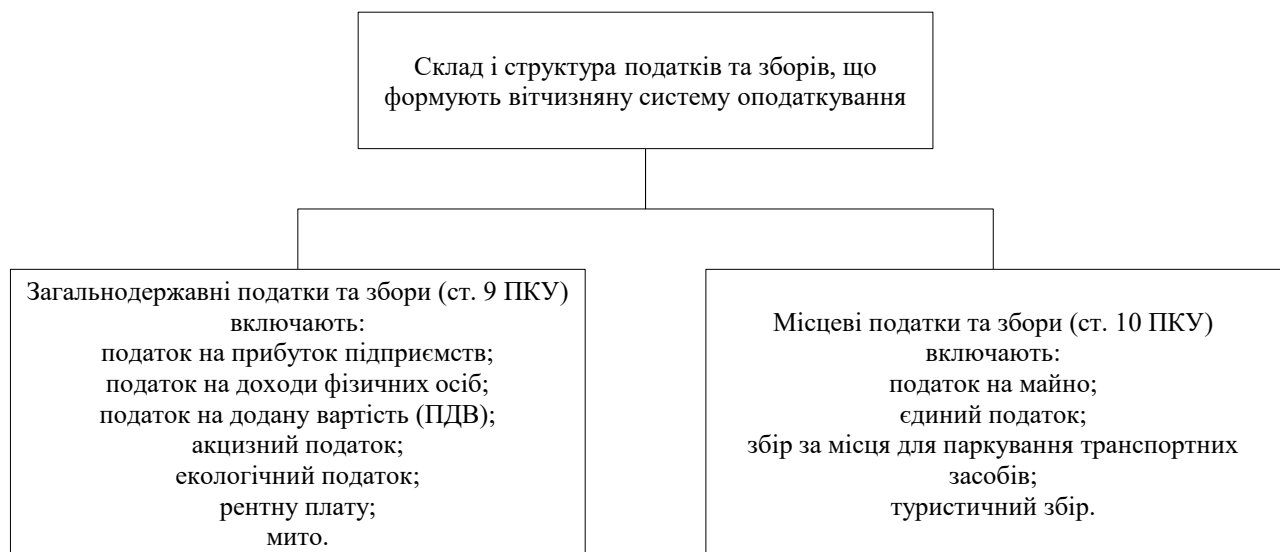 Склад і структура податків та зборів, що
формують вітчизняну систему оподаткування
Загальнодержавні податки та збори (ст. 9 ПКУ)
включають:
податок на прибуток підприємств;
податок на доходи фізичних осіб;
податок на додану вартість (ПДВ);
акцизний податок;
екологічний податок;
рентну плату;
мито.
Місцеві податки та збори (ст. 10 ПКУ)
включають:
податок на майно;
єдиний податок;
збір за місця для паркування транспортних
засобів;
туристичний збір.